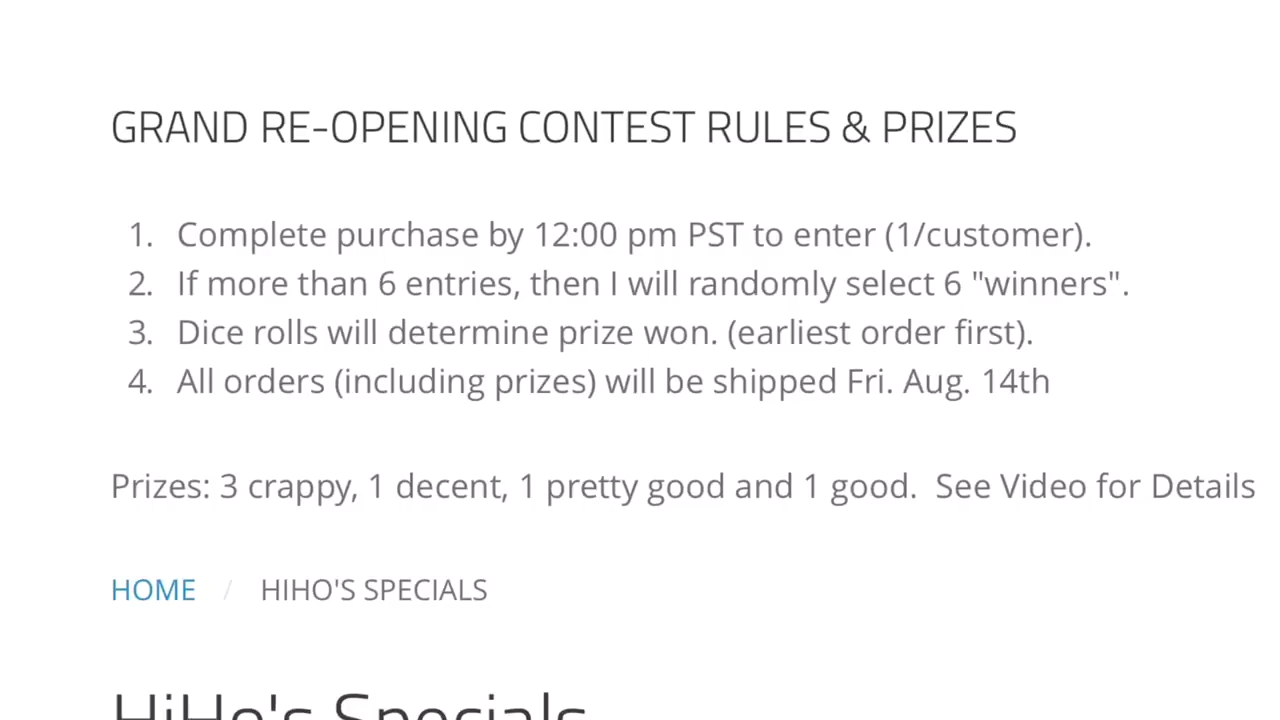 GRAND RE-OPENING CONTEST RULES & PRIZES
1. Complete purchase by 12:00 pm PST to enter (1/customer).
2. If more than 6 entries, then I will randomly select 6 "winners".
3. Dice rolls will determine prize won. (earliest order first).
4. All orders (including prizes) will be shipped Fri. Aug. 14th
Prizes: 3 crappy, 1 decent, 1 pretty good and 1 good.  See Video for Details
HOME / HIHO'S SPECIALS
HiHo's Specials